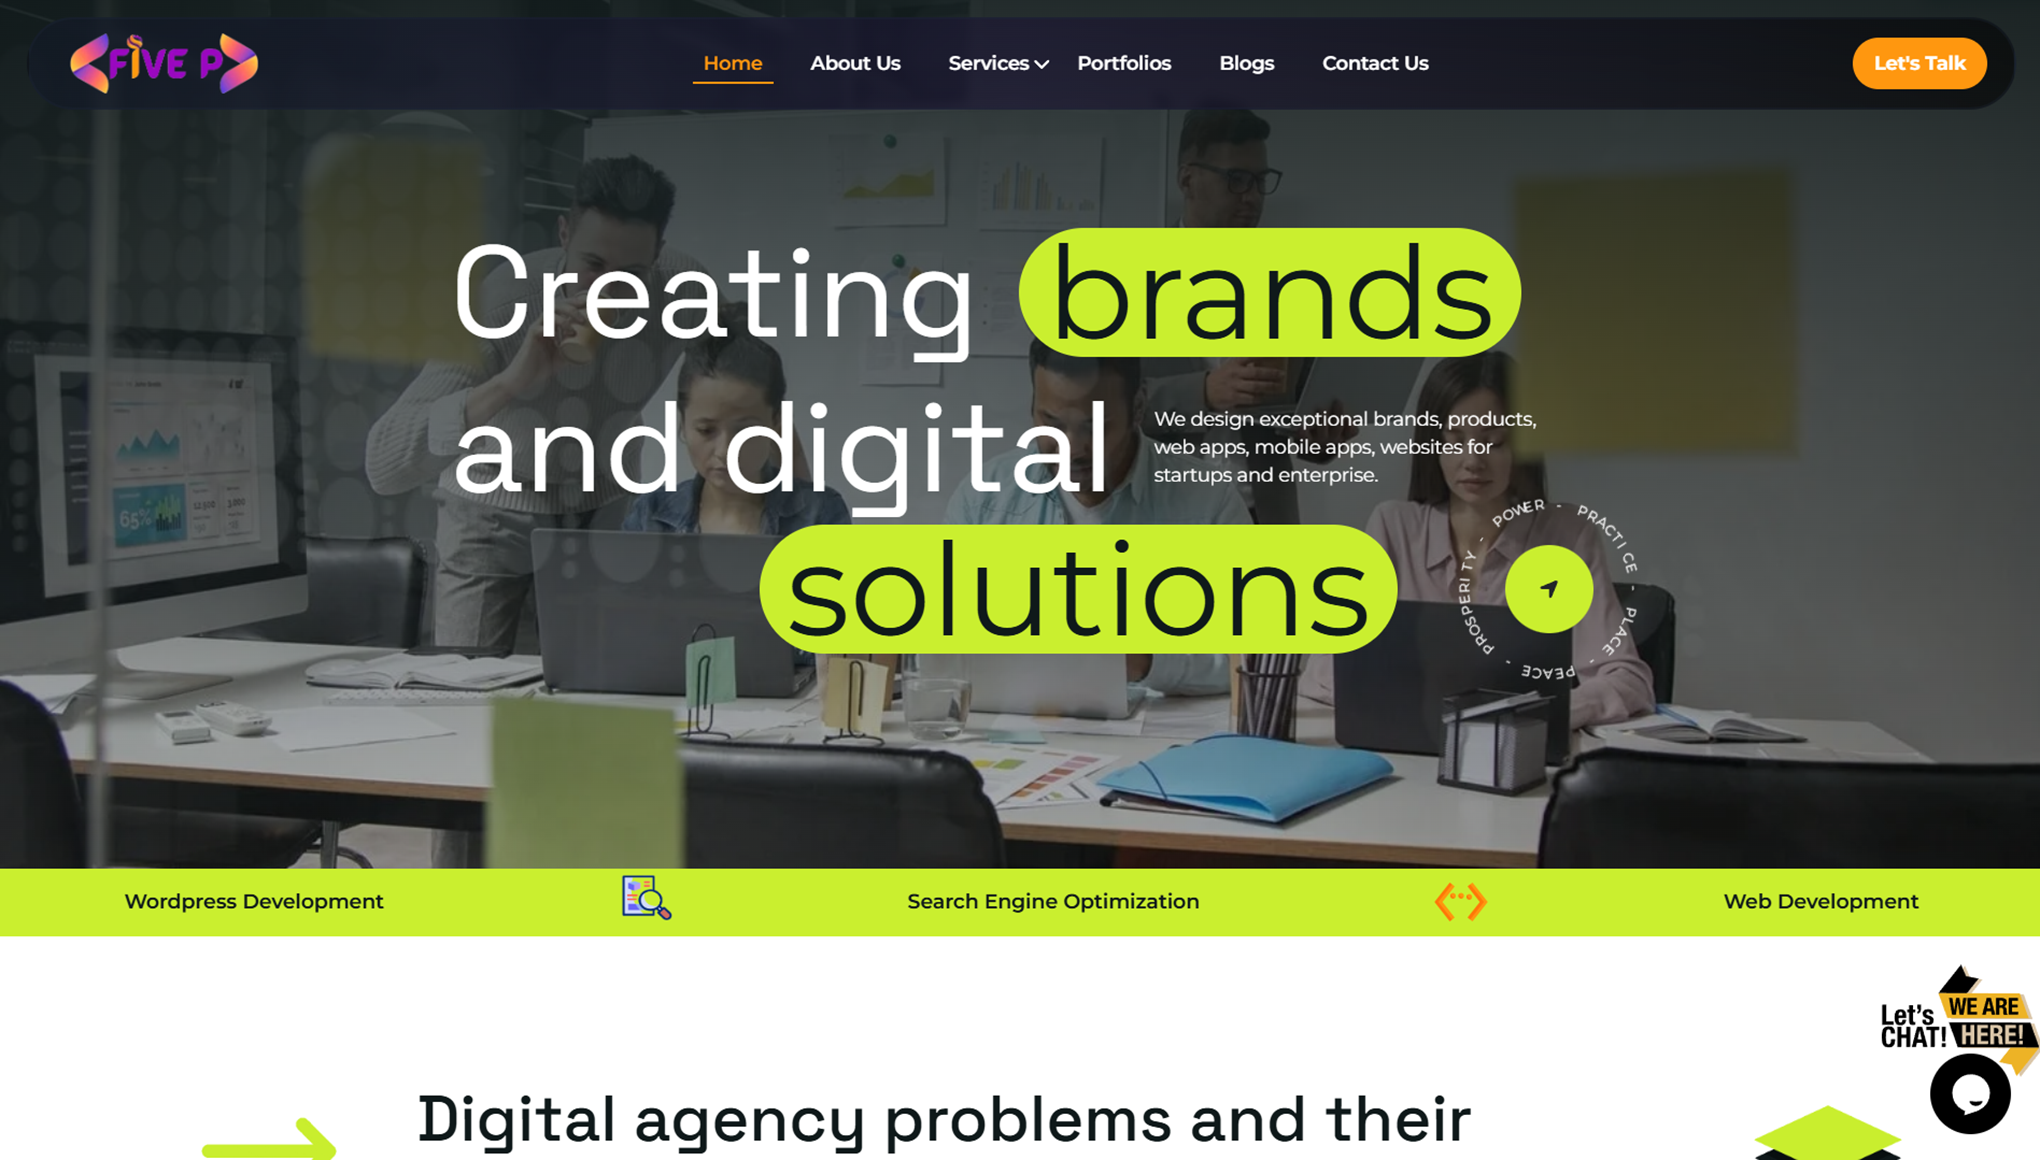 FIVE P
Home
About Us
Services
Portfolios
Blogs
Contact Us
Let's Talk
Creating brands
and digital
We design exceptional brands, products,
web apps, mobile apps, websites for
startups and enterprise.
solutions
POWER - PRACTICE - PLACE - PEACE - PROSPERITY -
65%
Wordpress Development
Search Engine Optimization
Web Development
Let's
CHAT!
WE ARE
HERE!
Digital agency problems and their